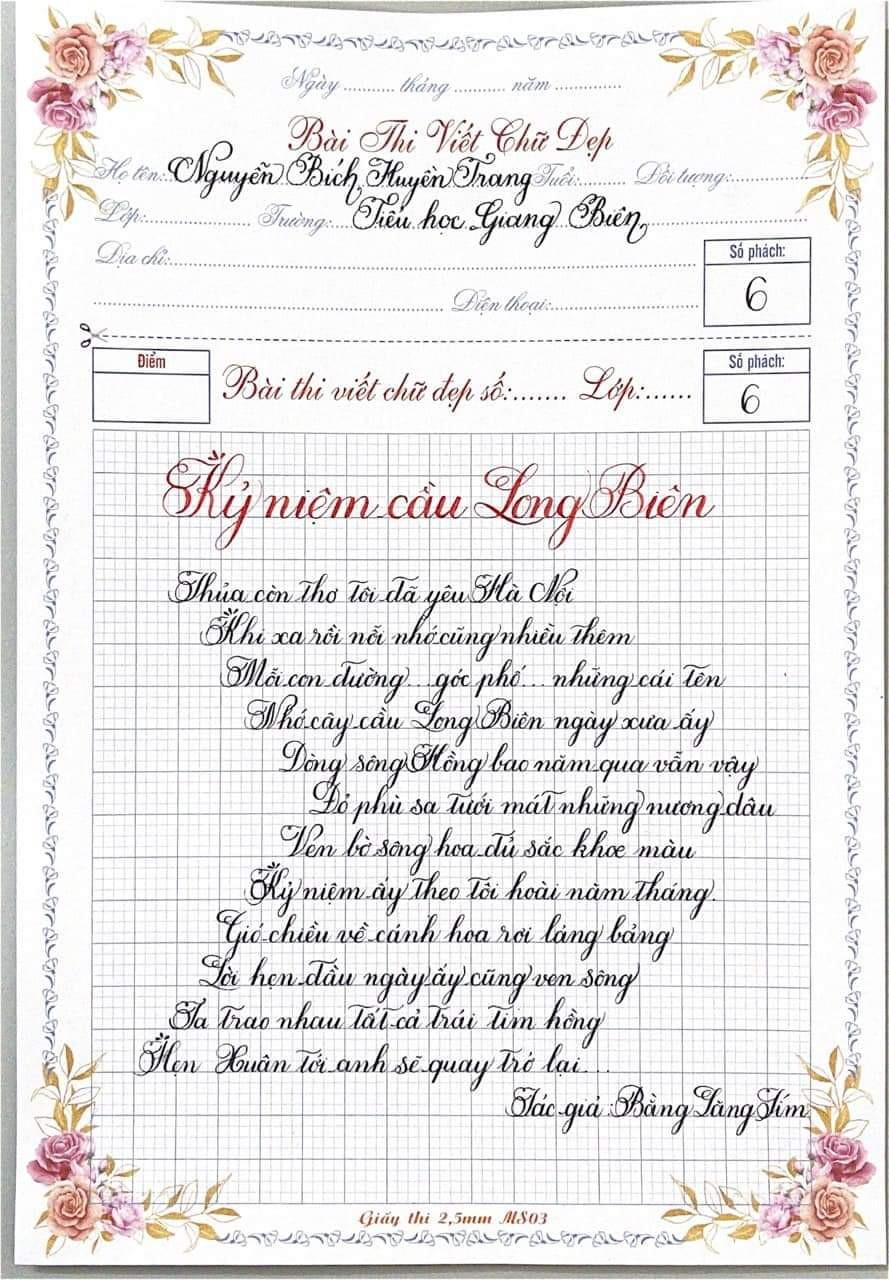 Ngày .......... tháng .......... năm .............
Bài Thi Viết Chữ Đẹp
Họ tên: Nguyễn Bích Huyền Trang Tuổi:......... Đối tượng:...............
Lớp:..................... Trường: Tiểu học Giang Biên
Địa chỉ:.....................................................
Số phách:
6
Điện thoại:...........................
Điểm
Bài thi viết chữ đẹp số:....... Lớp:......
Số phách:
6
Kỷ niệm cầu Long Biên
Thủa còn thơ tôi đã yêu Hà Nội
Khi xa rồi nỗi nhớ cũng nhiều thêm
Mỗi con đường...góc phố... những cái tên
Nhớ cây cầu Long Biên ngày xưa ấy
Dòng sông Hồng bao năm qua vẫn vậy
Đỏ phù sa tưới mát những nương dâu
Ven bờ sông hoa đủ sắc khoe màu
Kỷ niệm ấy theo tôi hoài năm tháng.
Gió chiều về cánh hoa rơi lảng bảng
Lời hẹn đầu ngày ấy cũng ven sông
Ta trao nhau tất cả trái tim hồng
Hẹn Xuân tới anh sẽ quay trở lại...
Tác giả : Bằng Lăng Tím
Giấy thi 2,5mm MS03